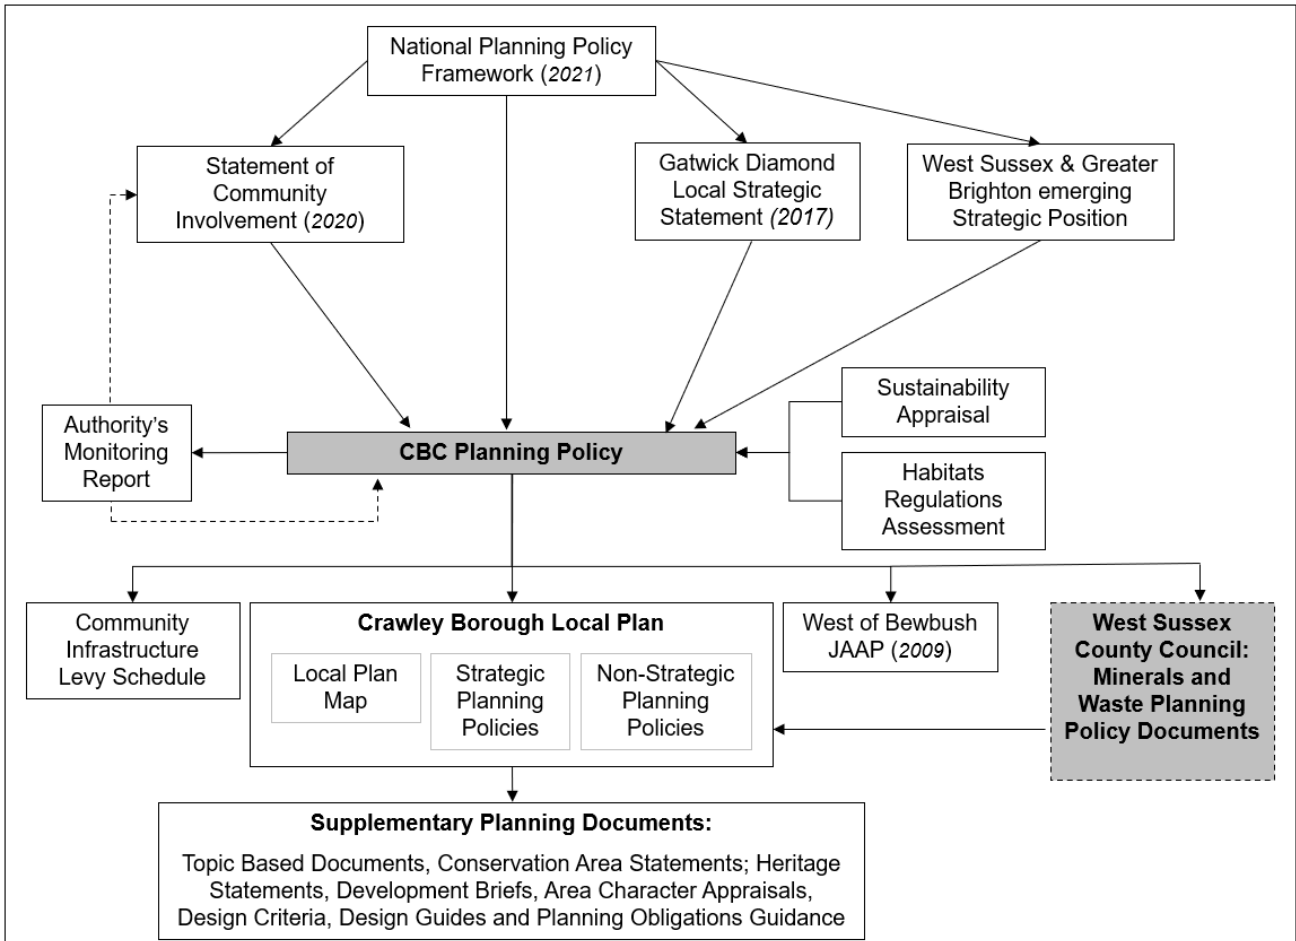 National Planning Policy
Framework (2021)
Statement of
Community
Involvement (2020)
Gatwick Diamond
Local Strategic
Statement (2017)
West Sussex & Greater
Brighton emerging
Strategic Position
Sustainability
Appraisal
Authority's
Monitoring
Report
CBC Planning Policy
Habitats
Regulations
Assessment
Community
Infrastructure
Levy Schedule
Crawley Borough Local Plan
Local Plan
Map
Strategic
Planning
Policies
Non-Strategic
Planning
Policies
West of Bewbush
JAAP (2009)
West Sussex
County Council:
Minerals and
Waste Planning
Policy Documents
Supplementary Planning Documents:
Topic Based Documents, Conservation Area Statements; Heritage
Statements, Development Briefs, Area Character Appraisals,
Design Criteria, Design Guides and Planning Obligations Guidance